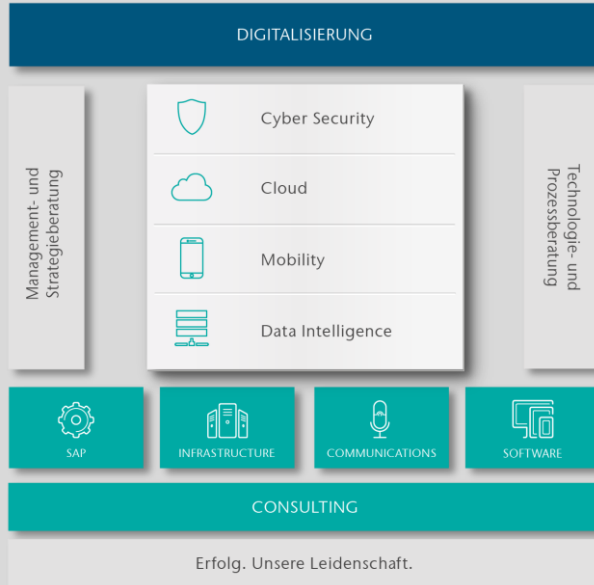 DIGITALISIERUNG
Management- und
Strategieberatung
Cyber Security
Cloud
Mobility
Data Intelligence
Technologie- und
Prozessberatung
SAP
INFRASTRUCTURE
COMMUNICATIONS
SOFTWARE
CONSULTING
Erfolg. Unsere Leidenschaft.